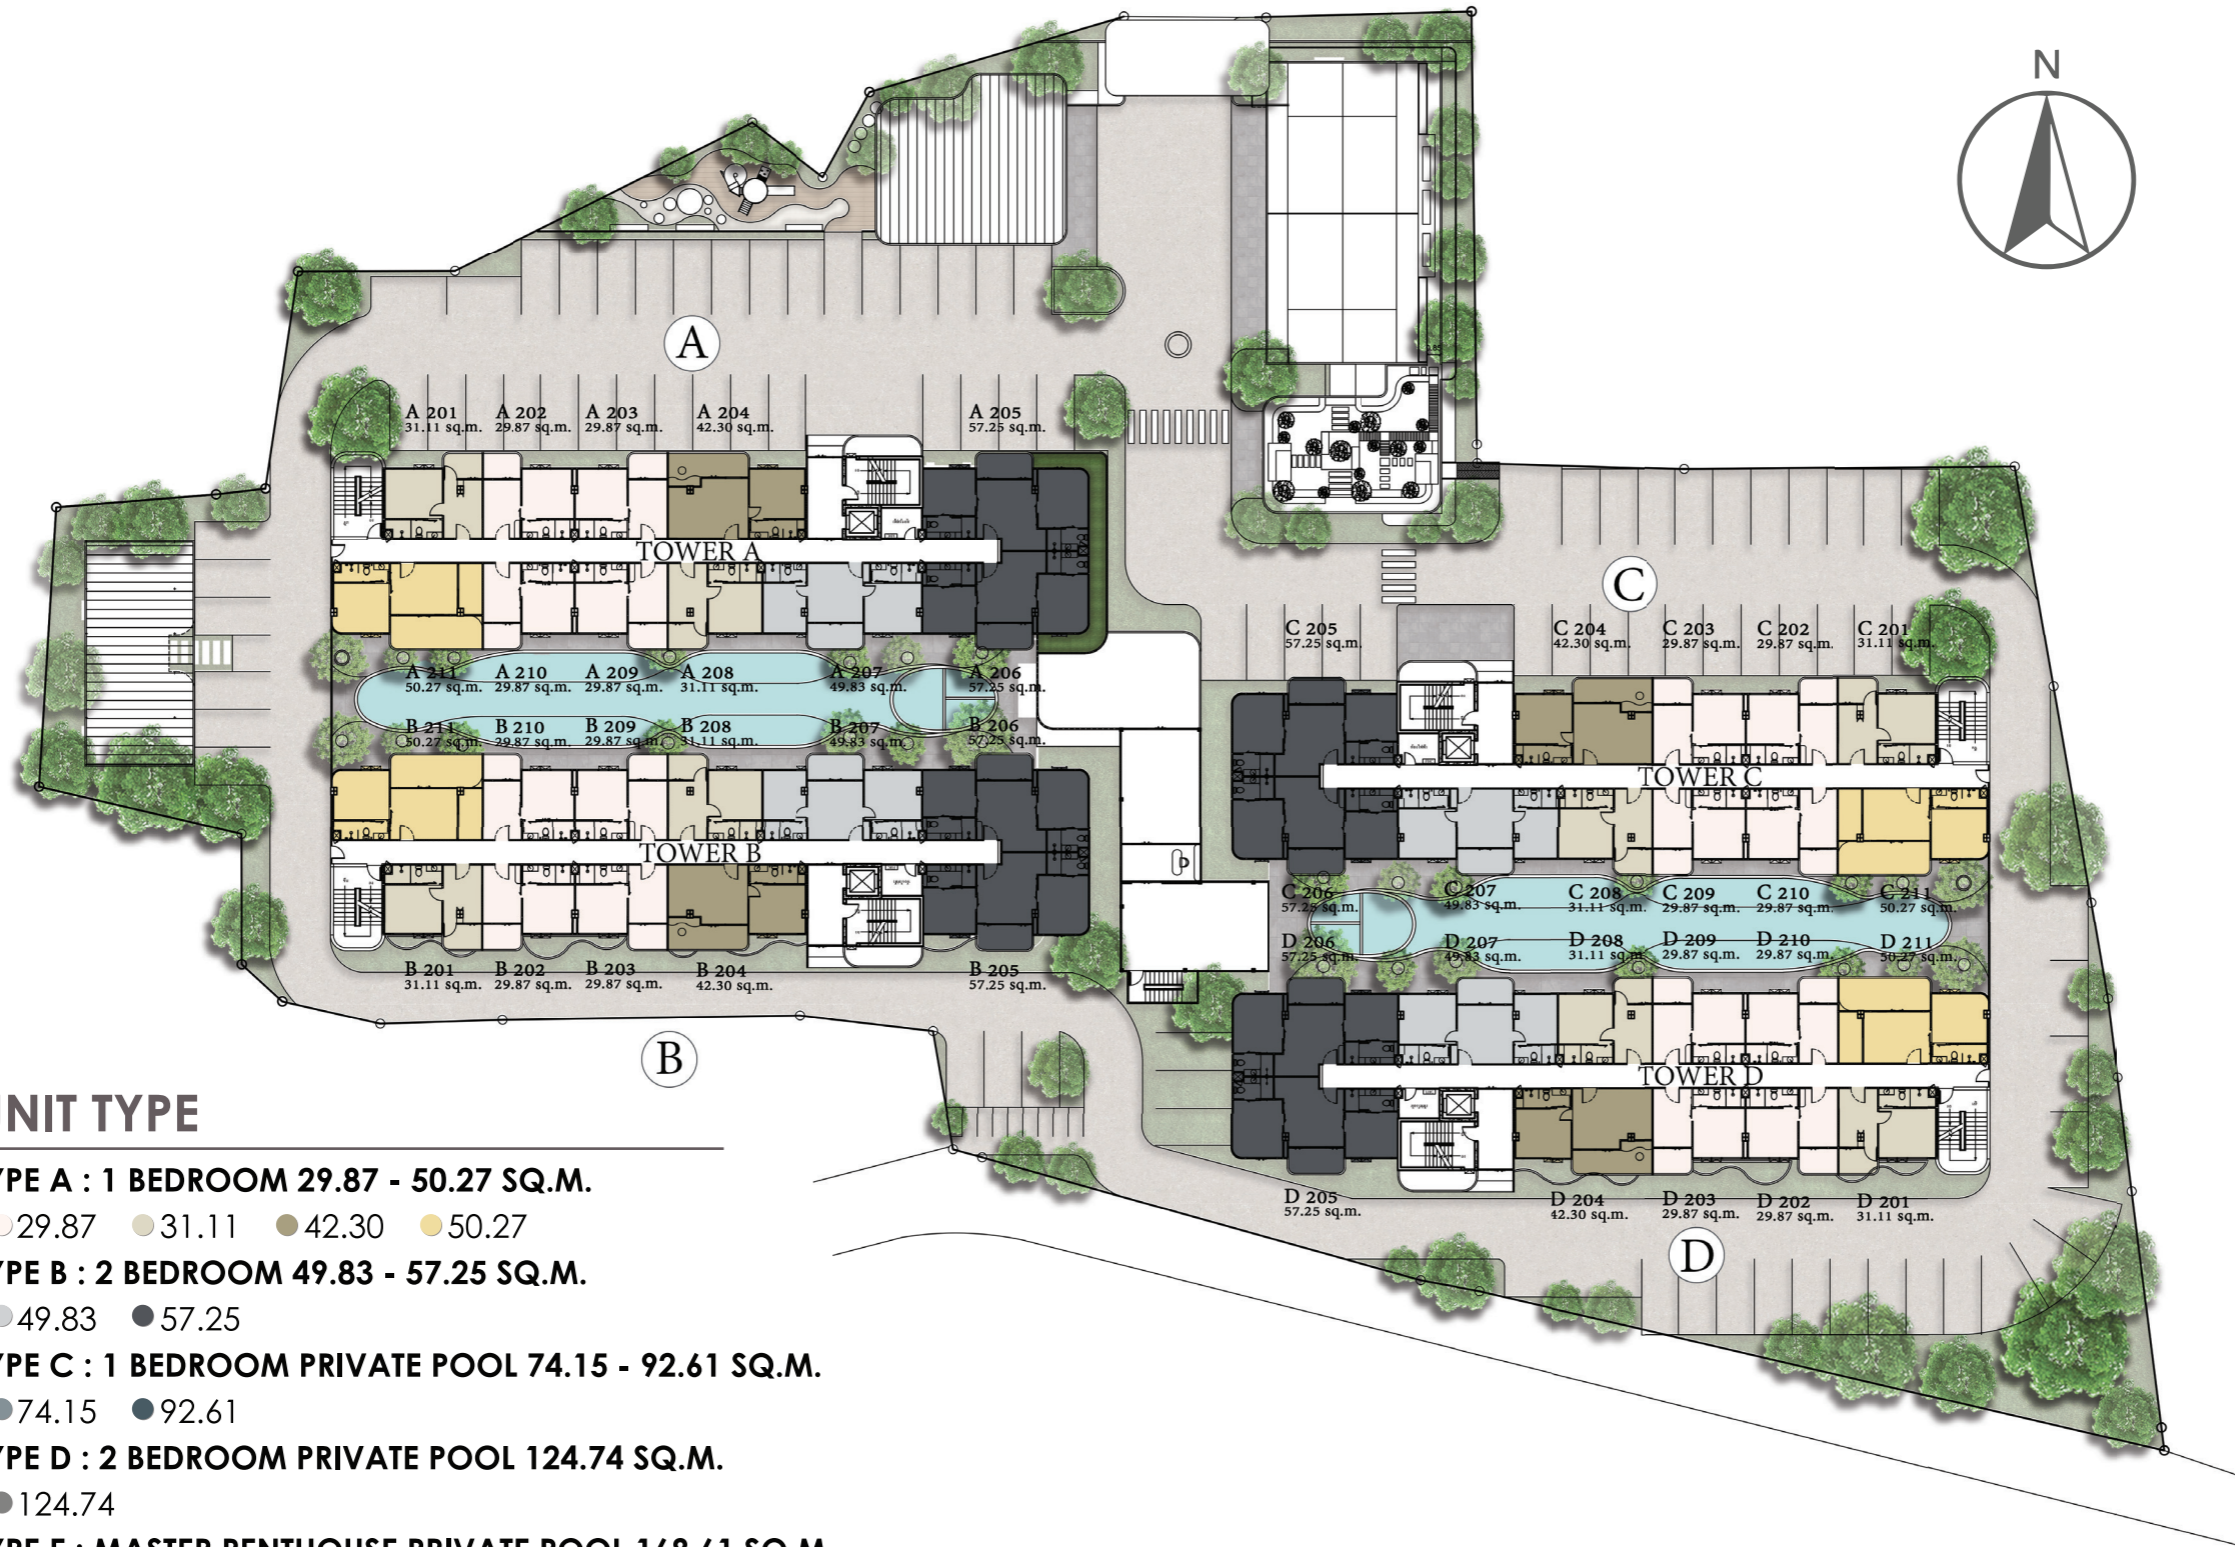 N
A
A 201
31.11 sq.m.
A 202
29.87 sq.m.
A 203
29.87 sq.m.
A 204
42.30 sq.m.
A 205
57.25 sq.m.
TOWER A
A 211
50.27 sq.m.
A 210
29.87 sq.m.
A 209
29.87 sq.m.
A 208
31.11 sq.m.
A 207
49.83 sq.m.
A 206
57.25 sq.m.
B 211
50.27 sq.m.
B 210
29.87 sq.m.
B 209
29.87 sq.m.
B 208
31.11 sq.m.
B 207
49.83 sq.m.
B 206
57.25 sq.m.
TOWER B
B 201
31.11 sq.m.
B 202
29.87 sq.m.
B 203
29.87 sq.m.
B 204
42.30 sq.m.
B 205
57.25 sq.m.
B
C
C 205
57.25 sq.m.
C 204
42.30 sq.m.
C 203
29.87 sq.m.
C 202
29.87 sq.m.
C 201
31.11 sq.m.
TOWER C
C 206
57.25 sq.m.
C 207
49.83 sq.m.
C 208
31.11 sq.m.
C 209
29.87 sq.m.
C 210
29.87 sq.m.
C 211
50.27 sq.m.
D 206
57.25 sq.m.
D 207
49.83 sq.m.
D 208
31.11 sq.m.
D 209
29.87 sq.m.
D 210
29.87 sq.m.
D 211
50.27 sq.m.
TOWER D
D 205
57.25 sq.m.
D 204
42.30 sq.m.
D 203
29.87 sq.m.
D 202
29.87 sq.m.
D 201
31.11 sq.m.
D
NIT TYPE
YPE A : 1 BEDROOM 29.87 - 50.27 SQ.M.
29.87 31.11 42.30 50.27
YPE B : 2 BEDROOM 49.83 - 57.25 SQ.M.
49.83 57.25
YPE C : 1 BEDROOM PRIVATE POOL 74.15 - 92.61 SQ.M.
74.15 92.61
YPE D : 2 BEDROOM PRIVATE POOL 124.74 SQ.M.
124.74
YPE E : MASTER PENTHOUSE PRIVATE POOL 168.61 SQ.M.